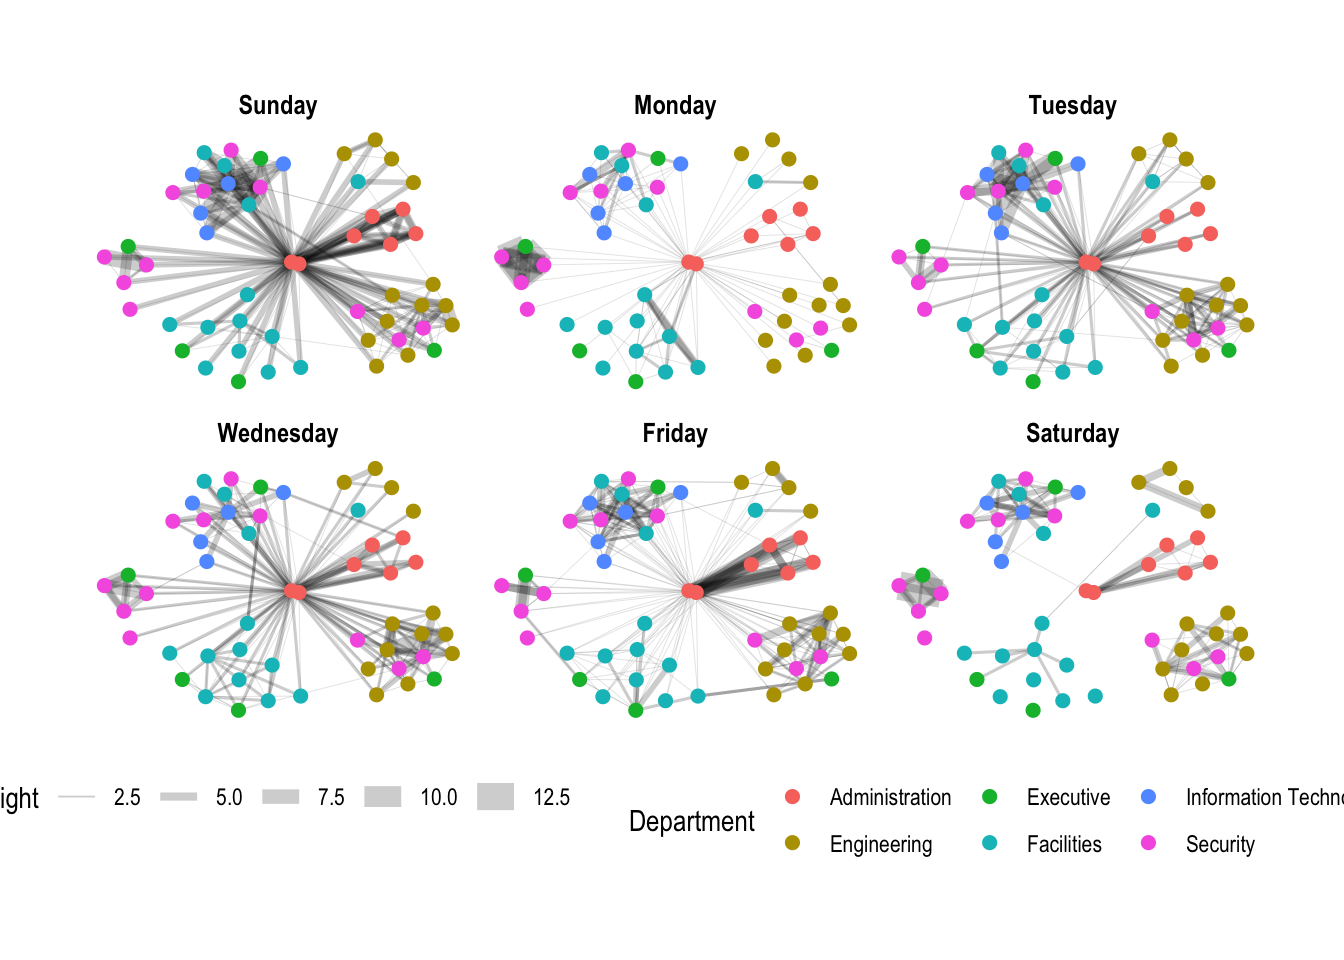 Sunday
Monday
Tuesday
Wednesday
Friday
Saturday
ight 2.5 5.0 7.5 10.0 12.5
Department
Administration Executive Information Techno
Engineering Facilities Security